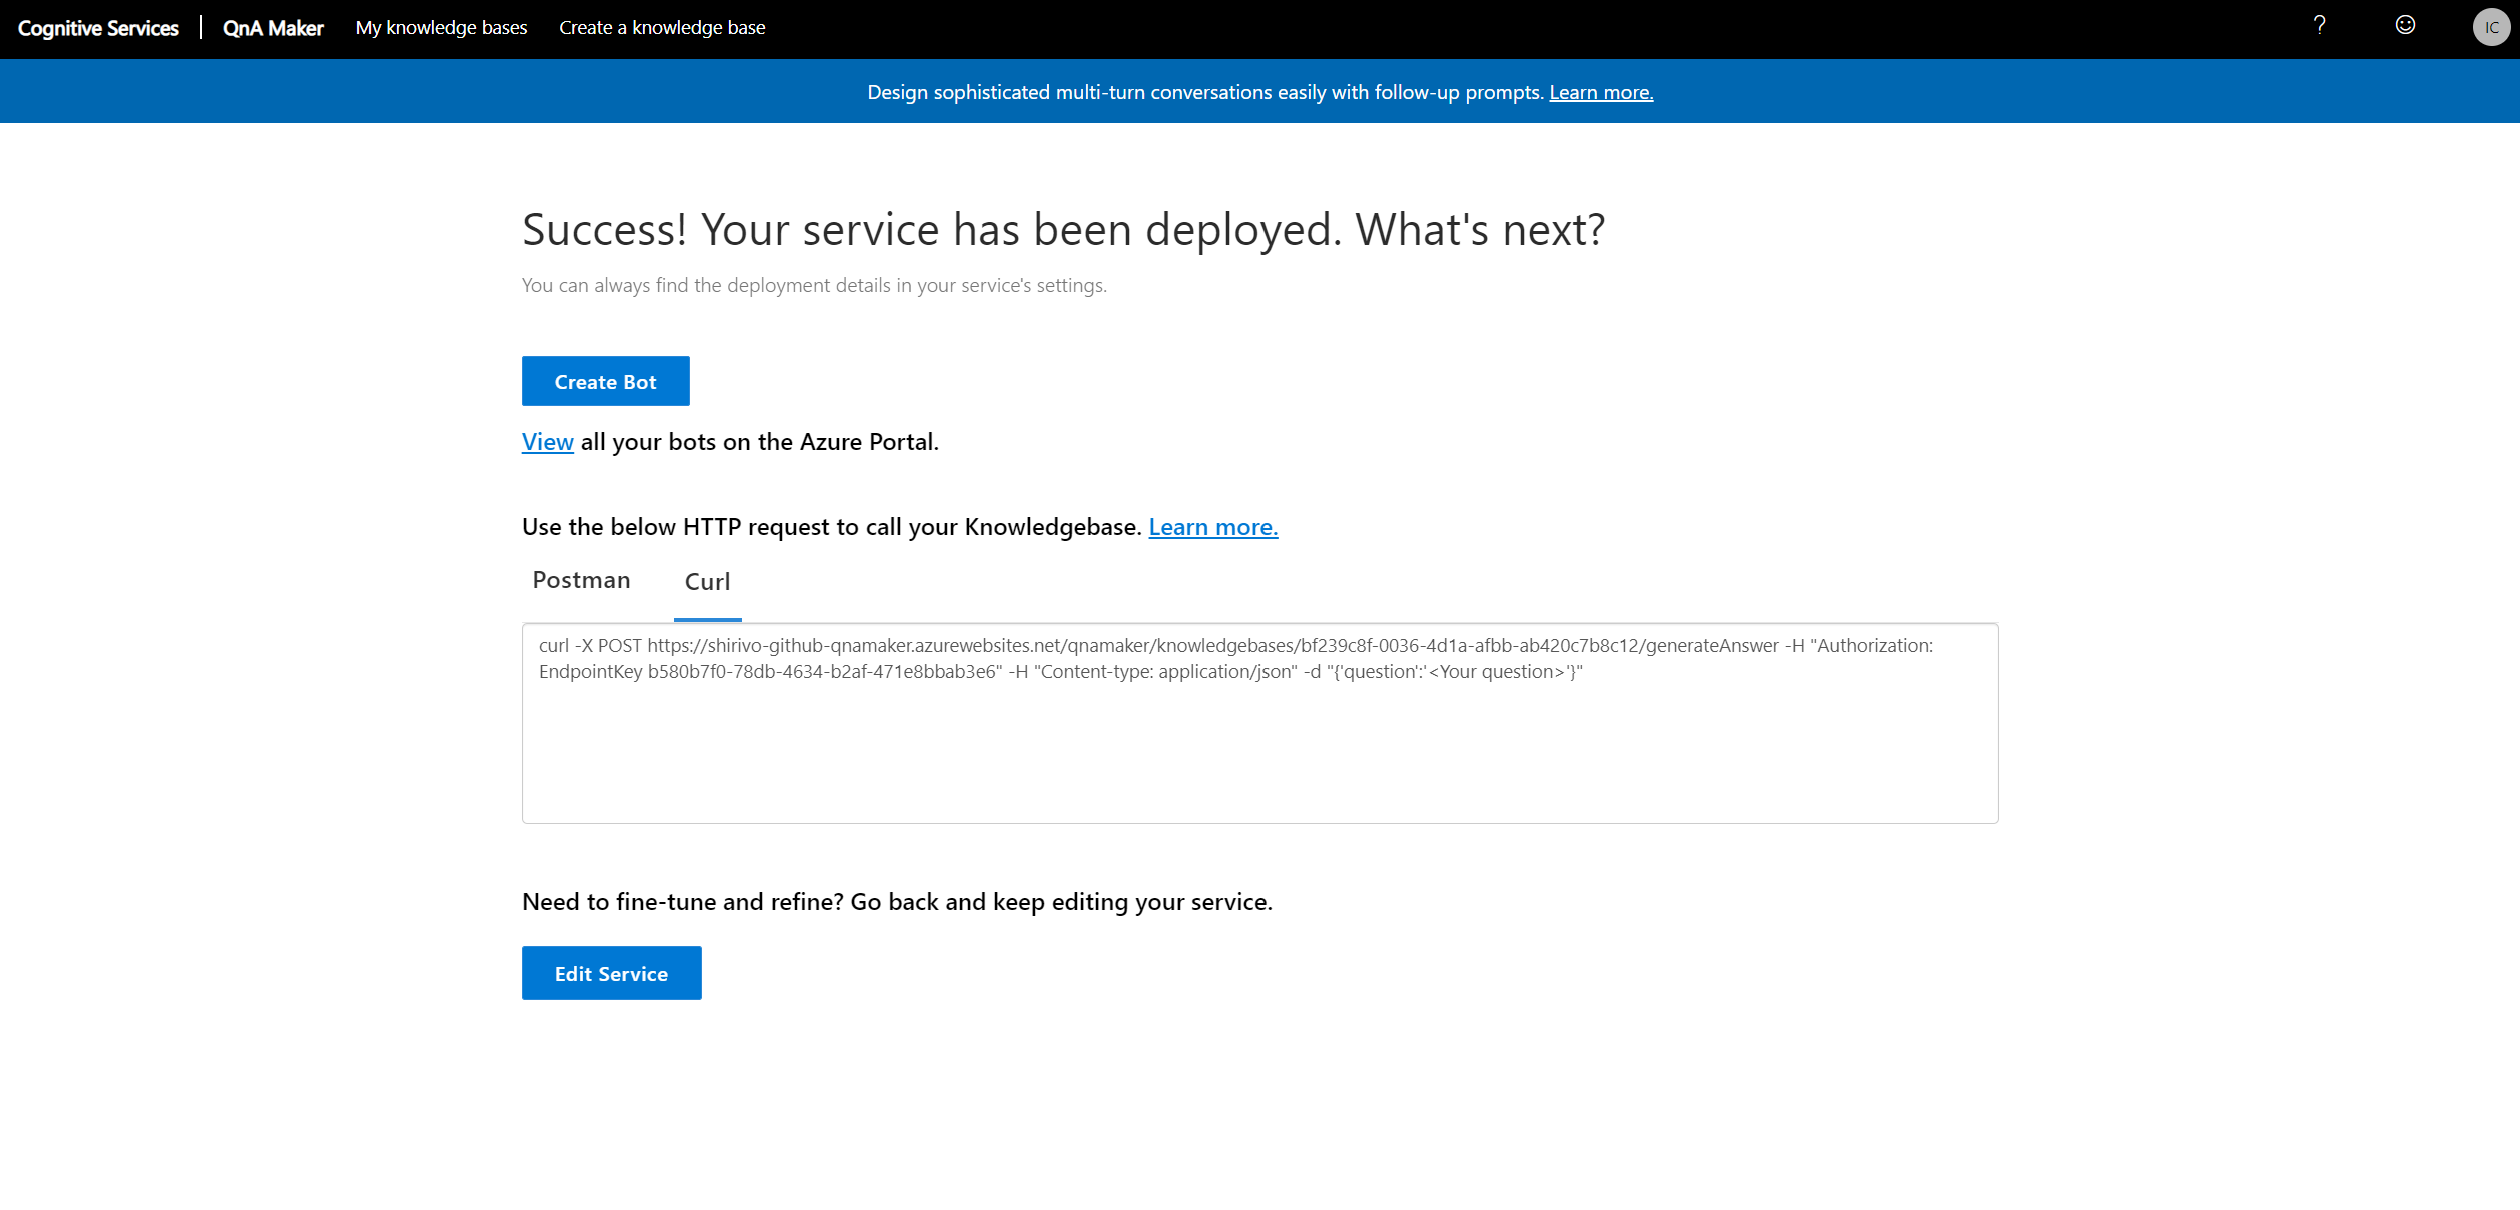 Cognitive Services | QnA Maker My knowledge bases Create a knowledge base ? IC
Design sophisticated multi-turn conversations easily with follow-up prompts. Learn more.
Success! Your service has been deployed. What's next?
You can always find the deployment details in your service's settings.
Create Bot
View all your bots on the Azure Portal.
Use the below HTTP request to call your Knowledgebase. Learn more.
Postman Curl
curl -X POST https://shirivo-github-qnamaker.azurewebsites.net/qnamaker/knowledgebases/bf239c8f-0036-4d1a-afbb-ab420c7b8c12/generateAnswer -H "Authorization:
EndpointKey b580b7f0-78db-4634-b2af-471e8bbab3e6" -H "Content-type: application/json" -d "{'question':'<Your question>'}"
Need to fine-tune and refine? Go back and keep editing your service.
Edit Service